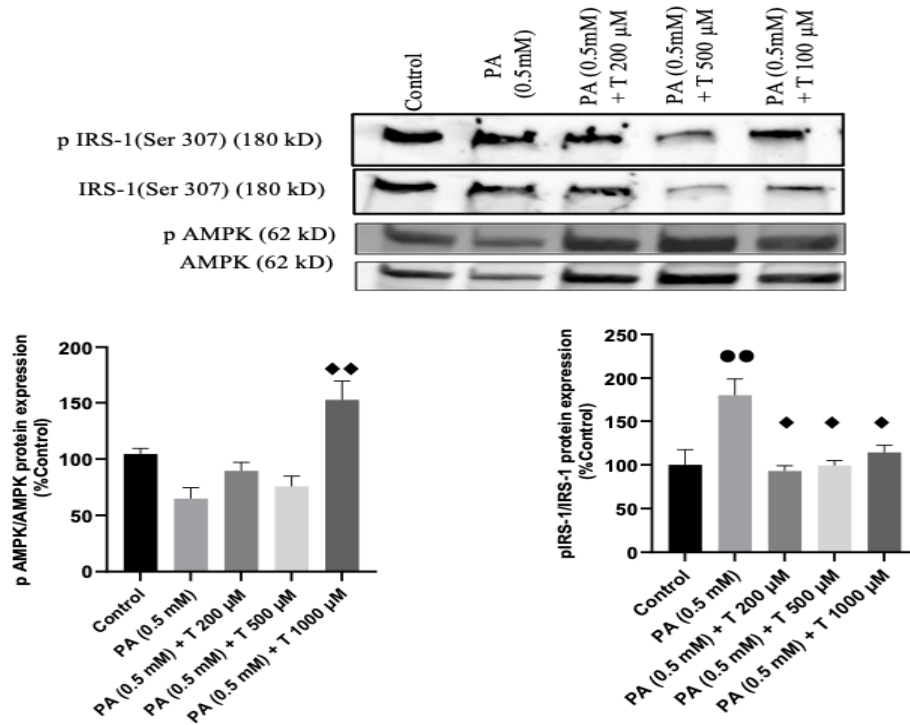 Control
PA
(0.5mM)
PA (0.5mM)
+ T 200 µM
PA (0.5mM)
+ T 500 µM
PA (0.5mM)
+ T 100 µM
p IRS-1(Ser 307) (180 kD)
IRS-1(Ser 307) (180 kD)
p AMPK (62 kD)
AMPK (62 kD)
p AMPK/AMPK protein expression
(%Control)
200
150
100
50
0
Control
PA (0.5 mM)
PA (0.5 mM) + T 200 µM
PA (0.5 mM) + T 500 µM
PA (0.5 mM) + T 1000 µM
pIRS-1/IRS-1 protein expression
(%Control)
250
200
150
100
50
0
Control
PA (0.5 mM)
PA (0.5 mM) + T 200 µM
PA (0.5 mM) + T 500 µM
PA (0.5 mM) + T 1000 µM